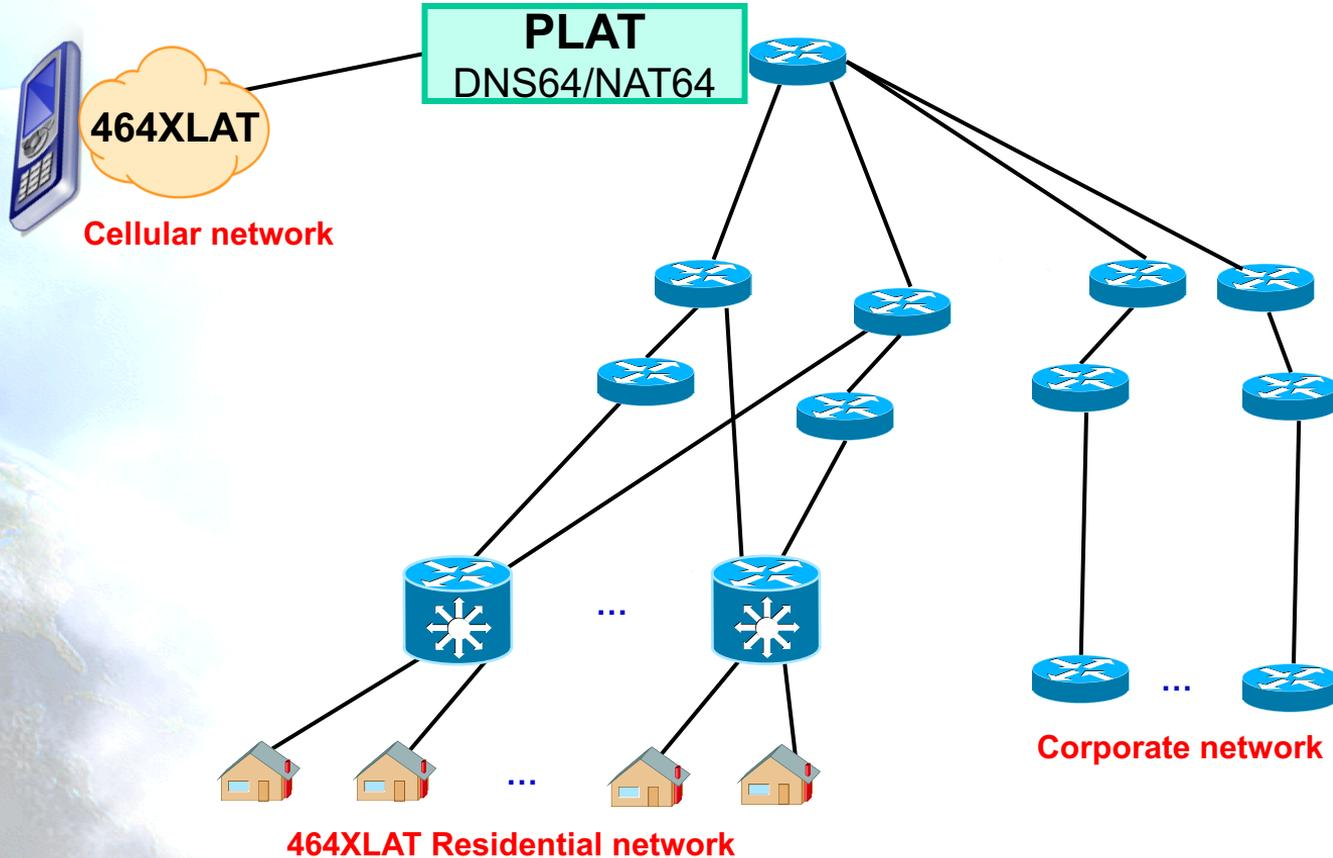 PLAT
DNS64/NAT64
464XLAT
Cellular network
...
...
Corporate network
...
464XLAT Residential network